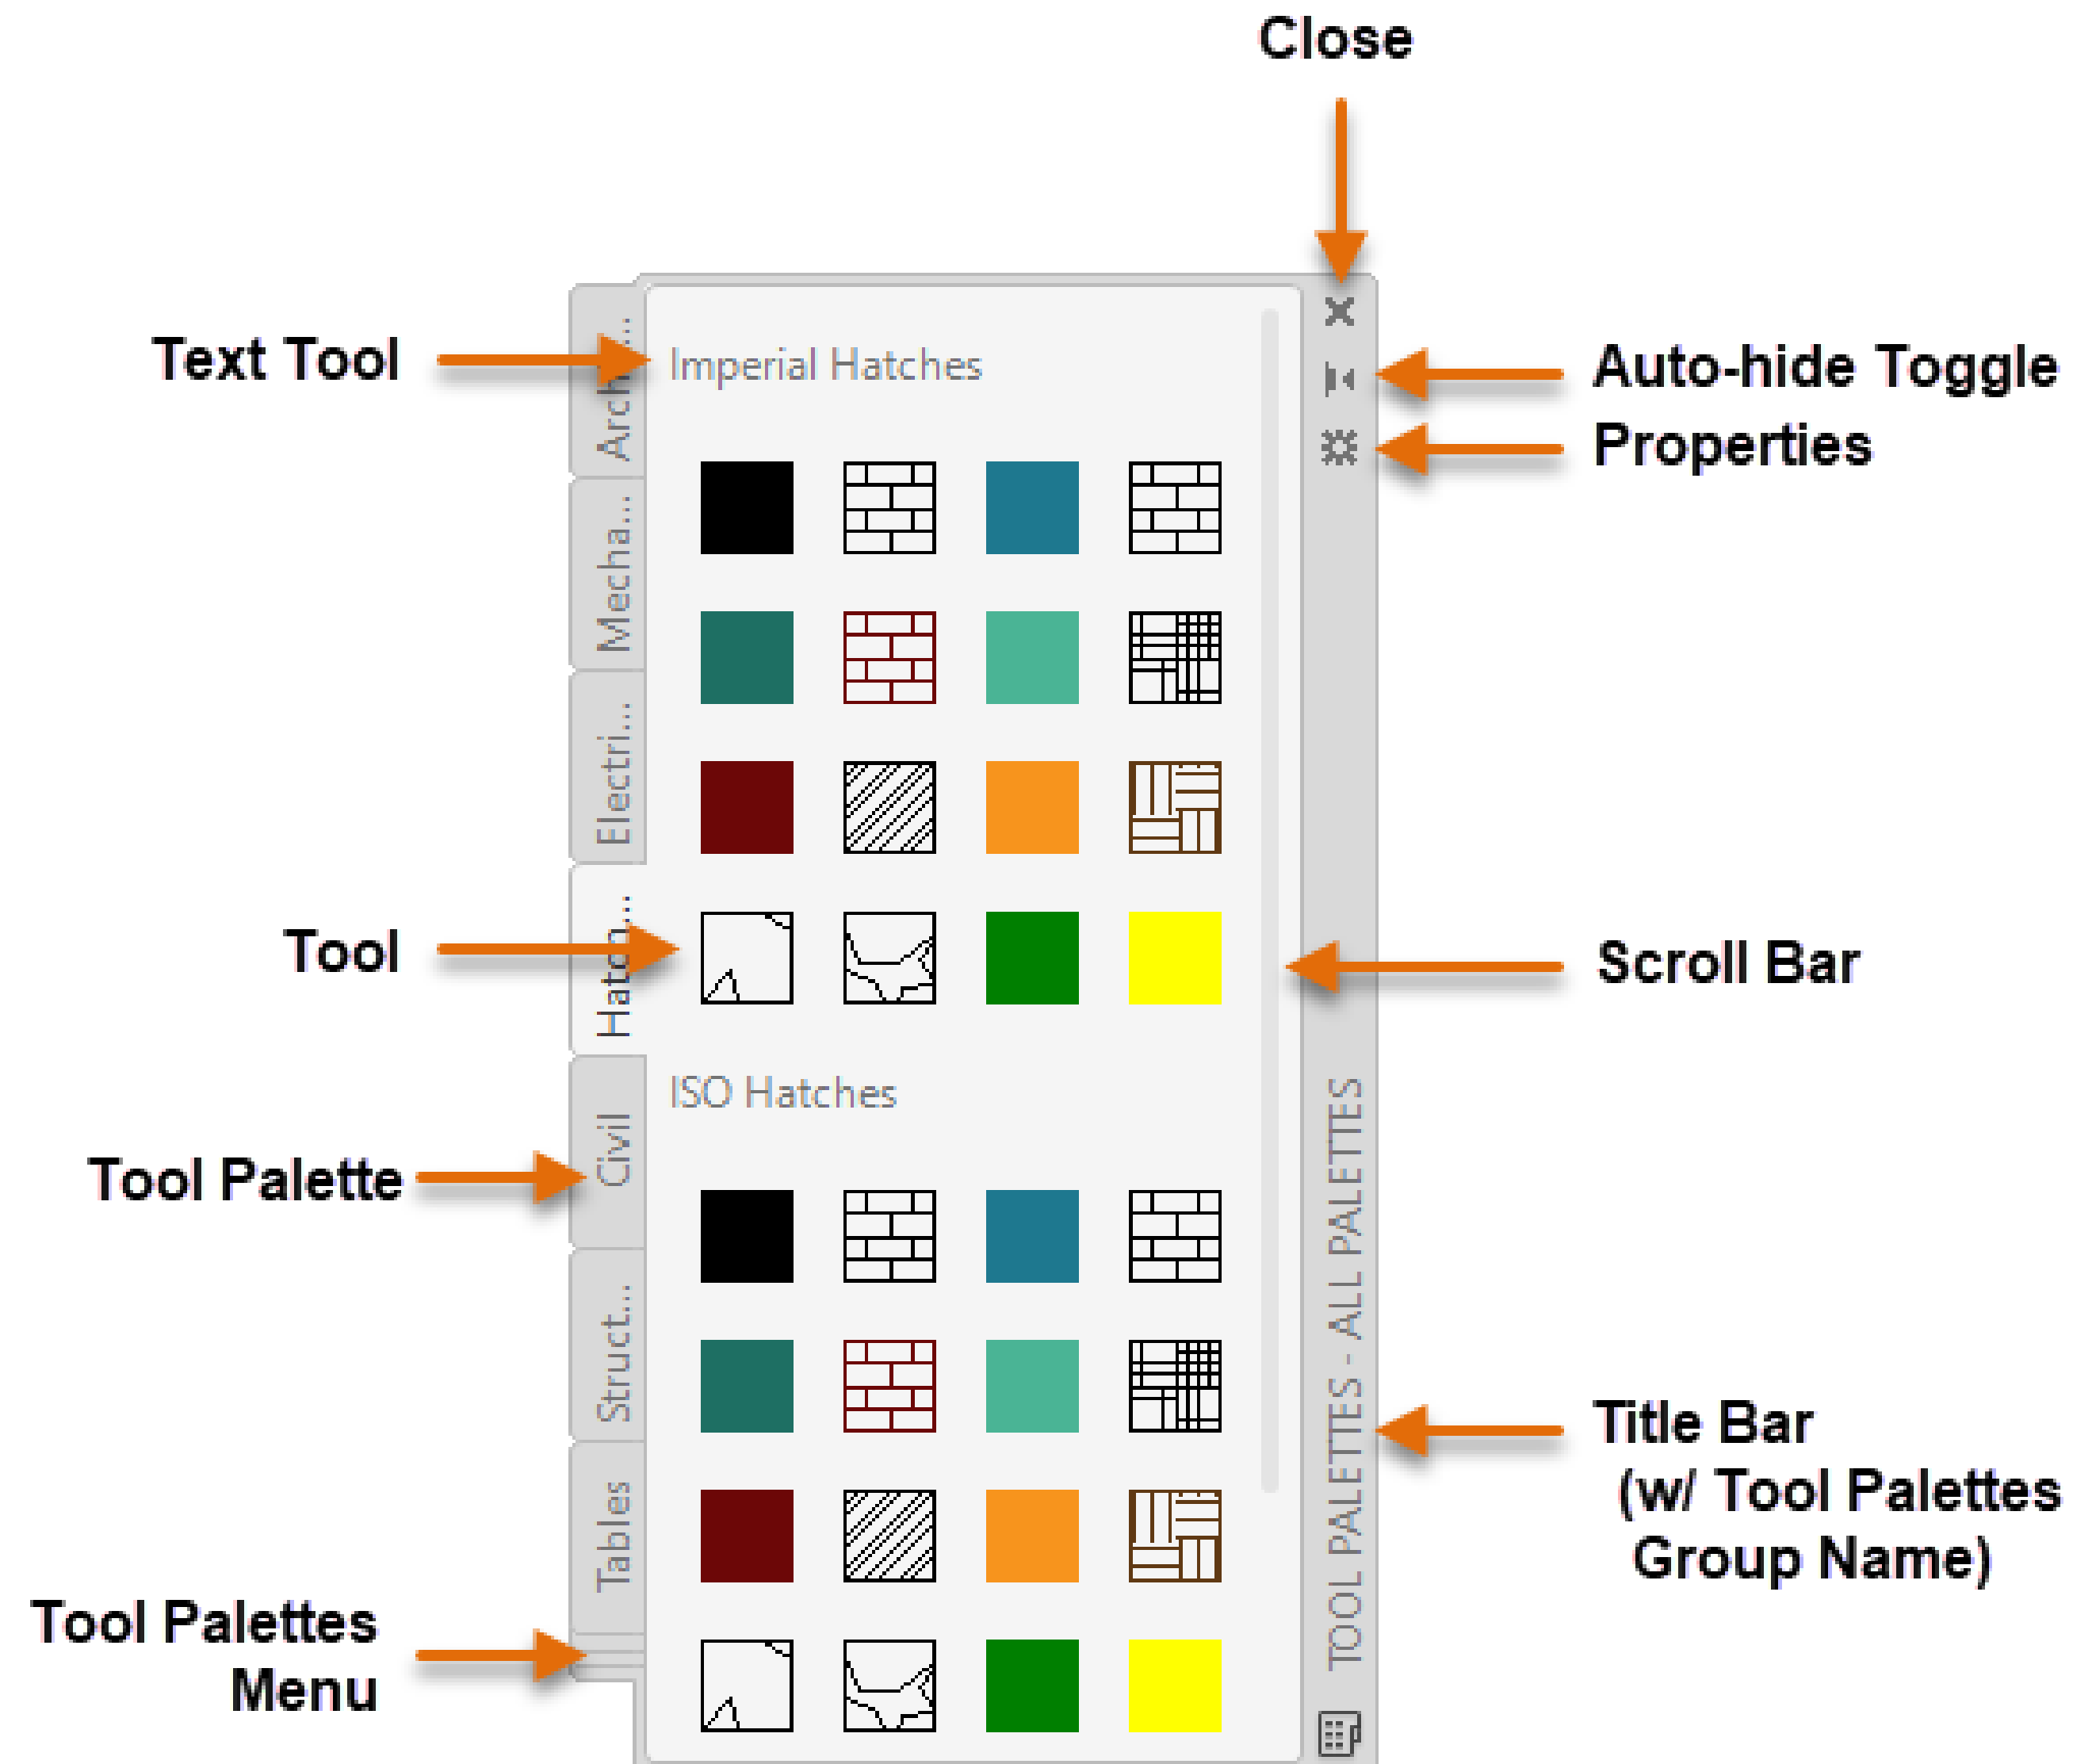 Close
Text Tool
Auto-hide Toggle
Properties
Imperial Hatches
Arch...
Mecha...
Electri...
Hatch...
Tool
Scroll Bar
ISO Hatches
Civil
Tool Palette
Struct...
Tables
TOOL PALETTES - ALL PALETTES
Title Bar
(w/ Tool Palettes
Group Name)
Tool Palettes
Menu